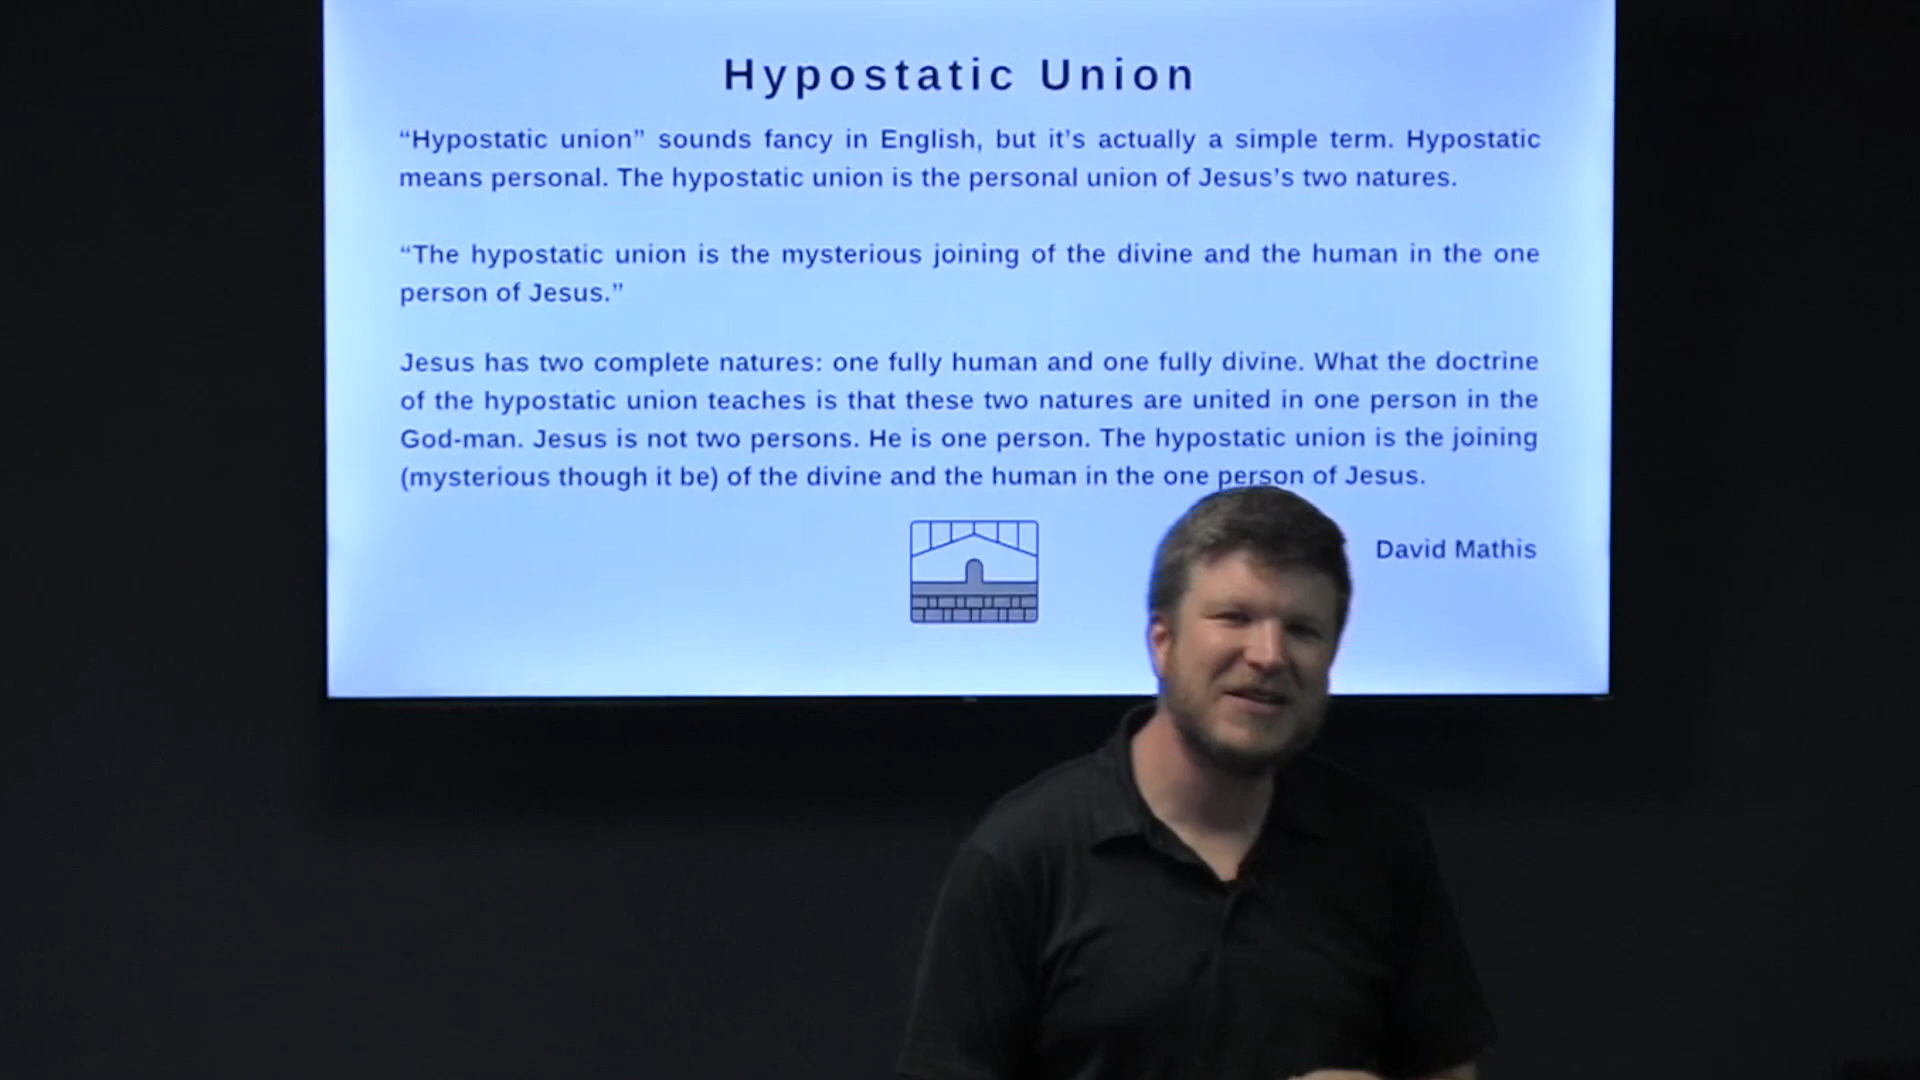 Hypostatic Union
“Hypostatic union” sounds fancy in English, but it’s actually a simple term. Hypostatic
means personal. The hypostatic union is the personal union of Jesus’s two natures.
“The hypostatic union is the mysterious joining of the divine and the human in the one
person of Jesus.”
Jesus has two complete natures: one fully human and one fully divine. What the doctrine
of the hypostatic union teaches is that these two natures are united in one person in the
God-man. Jesus is not two persons. He is one person. The hypostatic union is the joining
(mysterious though it be) of the divine and the human in the one person of Jesus.
David Mathis